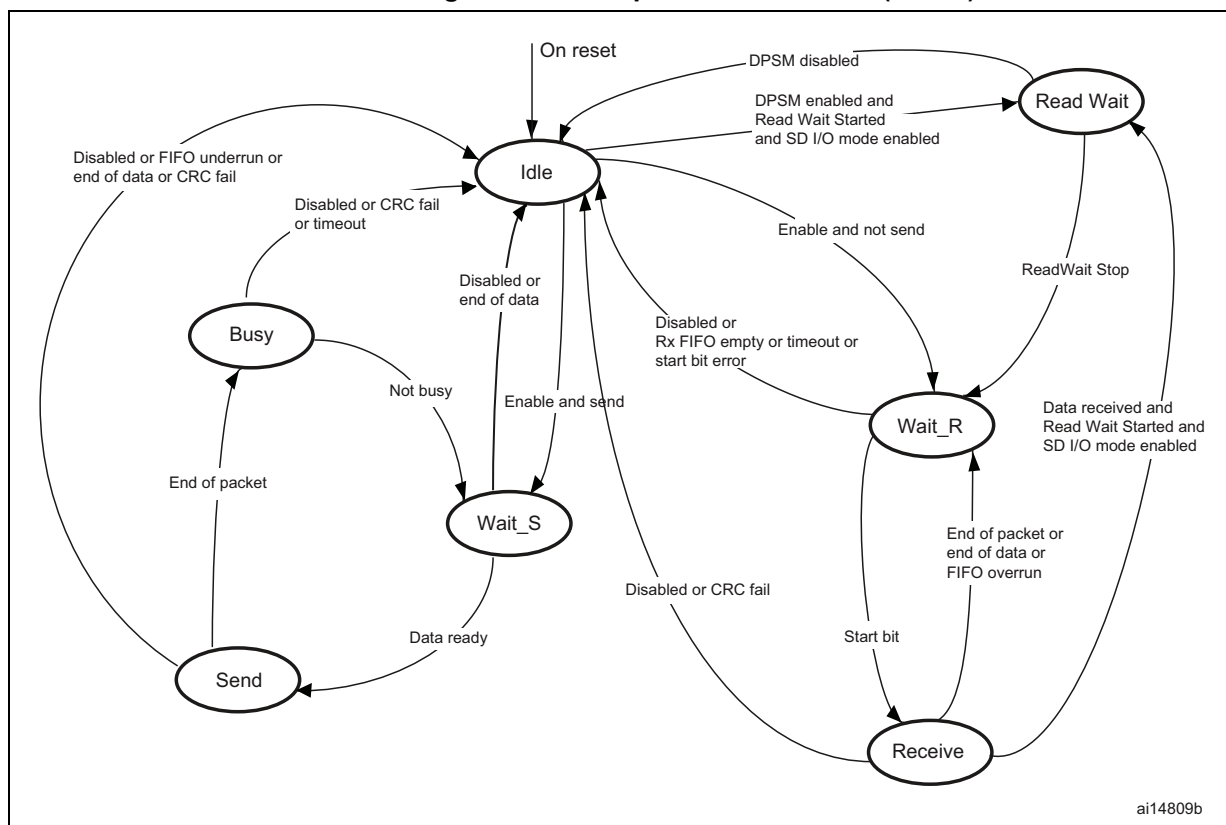 On reset
DPSM disabled
Read Wait
DPSM enabled and
Read Wait Started
and SD I/O mode enabled
Disabled or FIFO underrun or
end of data or CRC fail
Idle
Disabled or CRC fail
or timeout
Enable and not send
ReadWait Stop
Disabled or
end of data
Disabled or
Rx FIFO empty or timeout or
start bit error
Busy
Not busy
Enable and send
Wait_R
Data received and
Read Wait Started and
SD I/O mode enabled
End of packet
Wait_S
End of packet or
end of data or
FIFO overrun
Disabled or CRC fail
Data ready
Start bit
Send
Receive
ai14809b